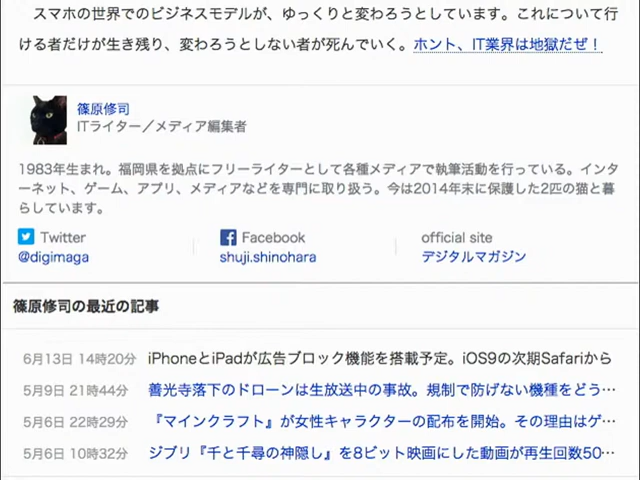 スマホの世界でのビジネスモデルが、ゆっくりと変わろうとしています。これについて行
ける者だけが生き残り、変わろうとしない者が死んでいく。ホント、IT業界は地獄だぜ！
篠原修司
ITライター／メディア編集者
1983年生まれ。福岡県を拠点にフリーライターとして各種メディアで執筆活動を行っている。インタ
ーネット、ゲーム、アプリ、メディアなどを専門に取り扱う。今は2014年末に保護した2匹の猫と暮
らしています。
Twitter
@digimaga
Facebook
shuji.shinohara
official site
デジタルマガジン
篠原修司の最近の記事
6月13日 14時20分 iPhoneとiPadが広告ブロック機能を搭載予定。iOS9の次期Safariから
5月9日 21時44分 善光寺落下のドローンは生放送中の事故。規制で防げない機種をどう…
5月6日 22時29分 『マインクラフト』が女性キャラクターの配布を開始。その理由はゲ…
5月6日 10時32分 ジブリ『千と千尋の神隠し』を8ビット映画にした動画が再生回数50…